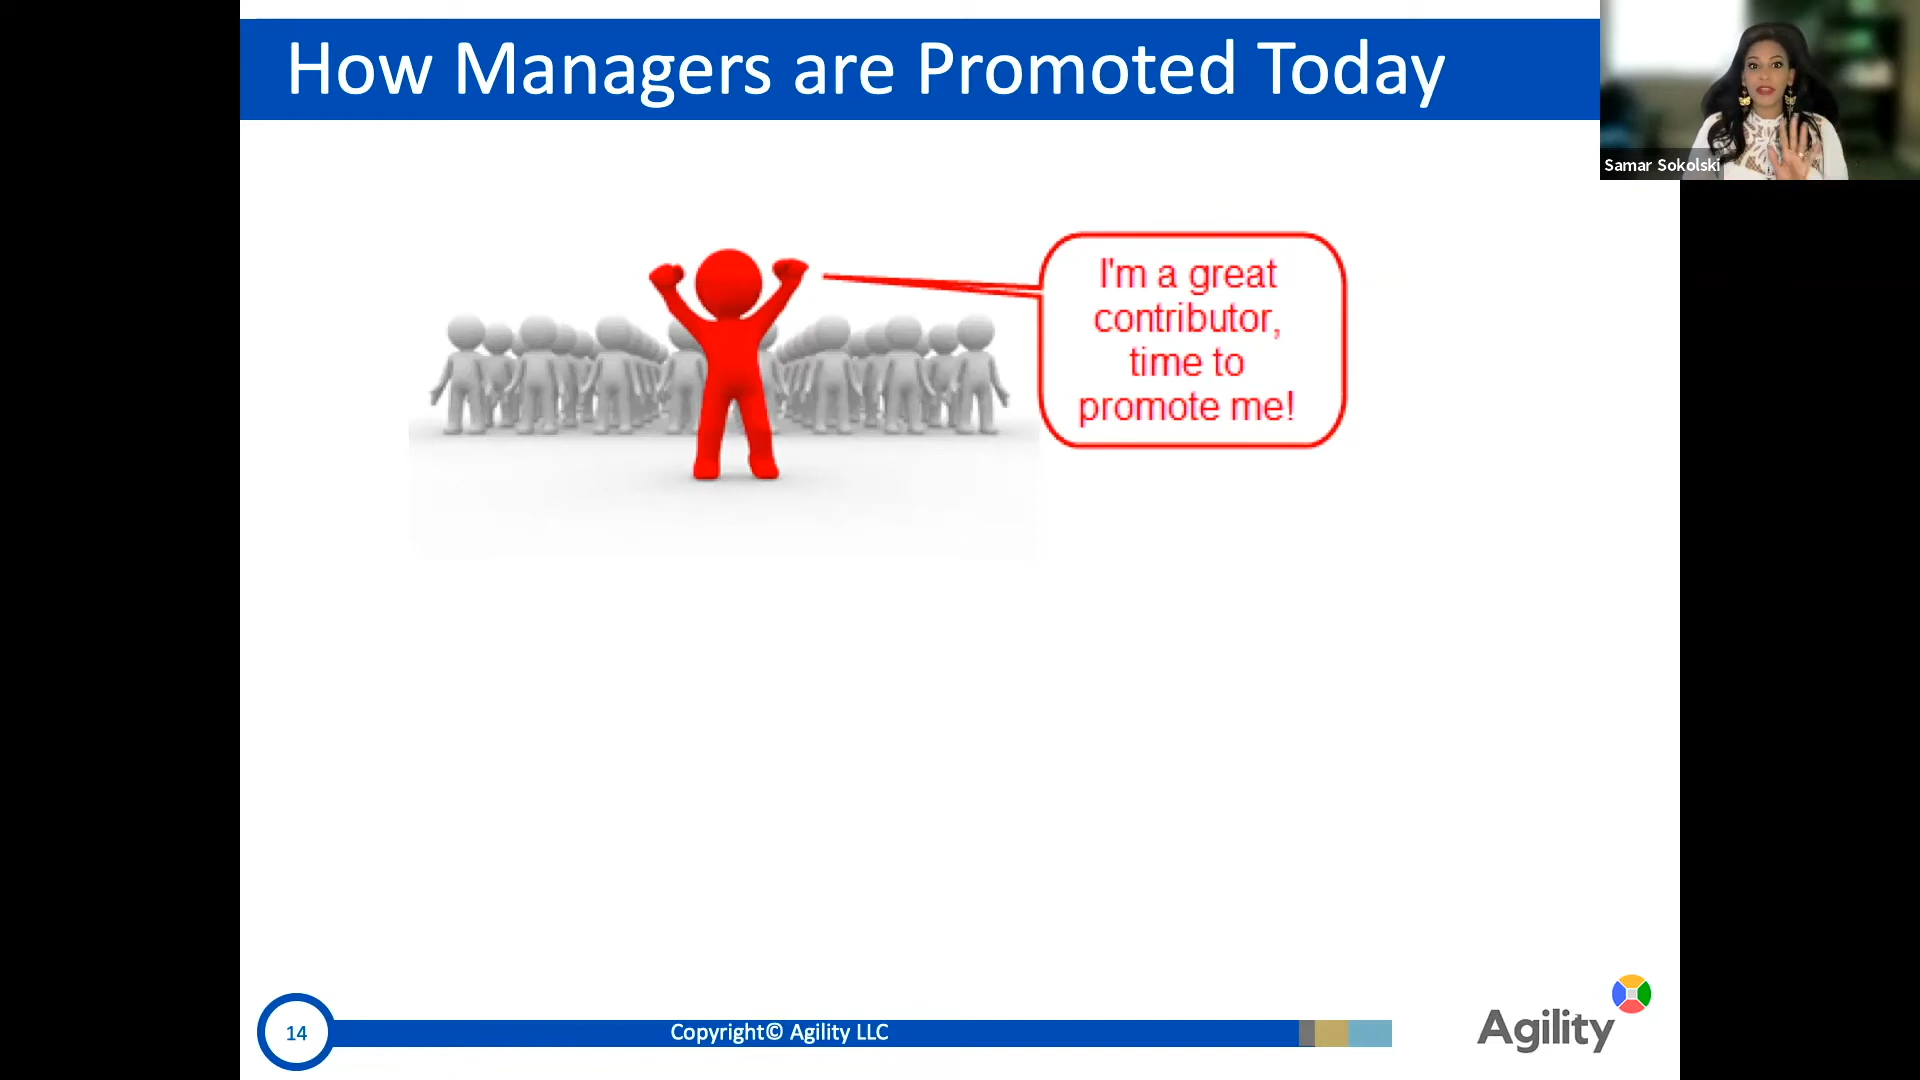 How Managers are Promoted Today
Samar Sokolski
I'm a great
contributor,
time to
promote me!
14
Copyright© Agility LLC
Agility